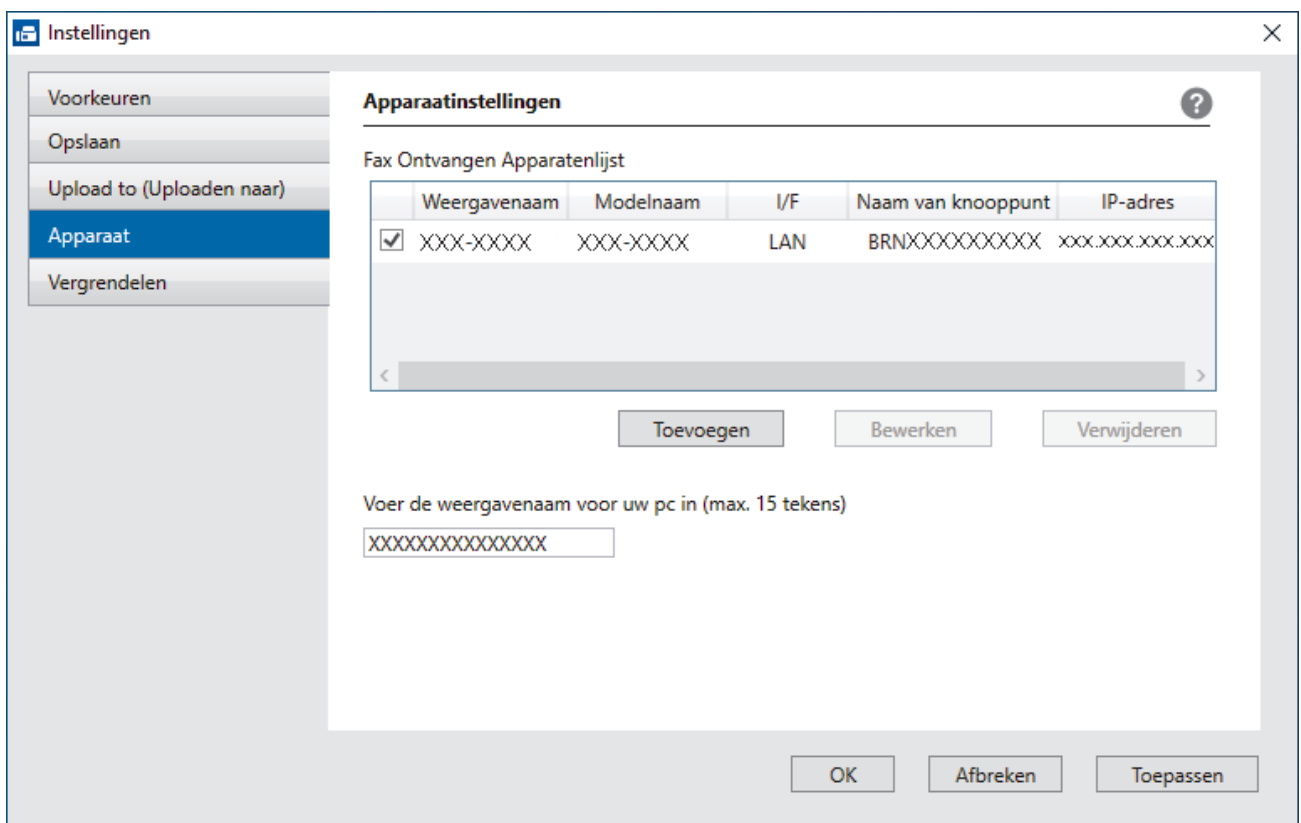 Instellingen
Voorkeuren
Opslaan
Upload to (Uploaden naar)
Apparaat
Vergrendelen
Apparaatinstellingen
?
Fax Ontvangen Apparatenlijst
Weergavenaam Modelnaam I/F Naam van knooppunt IP-adres
XXX-XXXX XXX-XXXX LAN BRNXXXXXXXXX XXX.XXX.XXX.XXX
Toevoegen Bewerken Verwijderen
Voer de weergavenaam voor uw pc in (max. 15 tekens)
XXXXXXXXXXXXXXX
OK Afbreken Toepassen